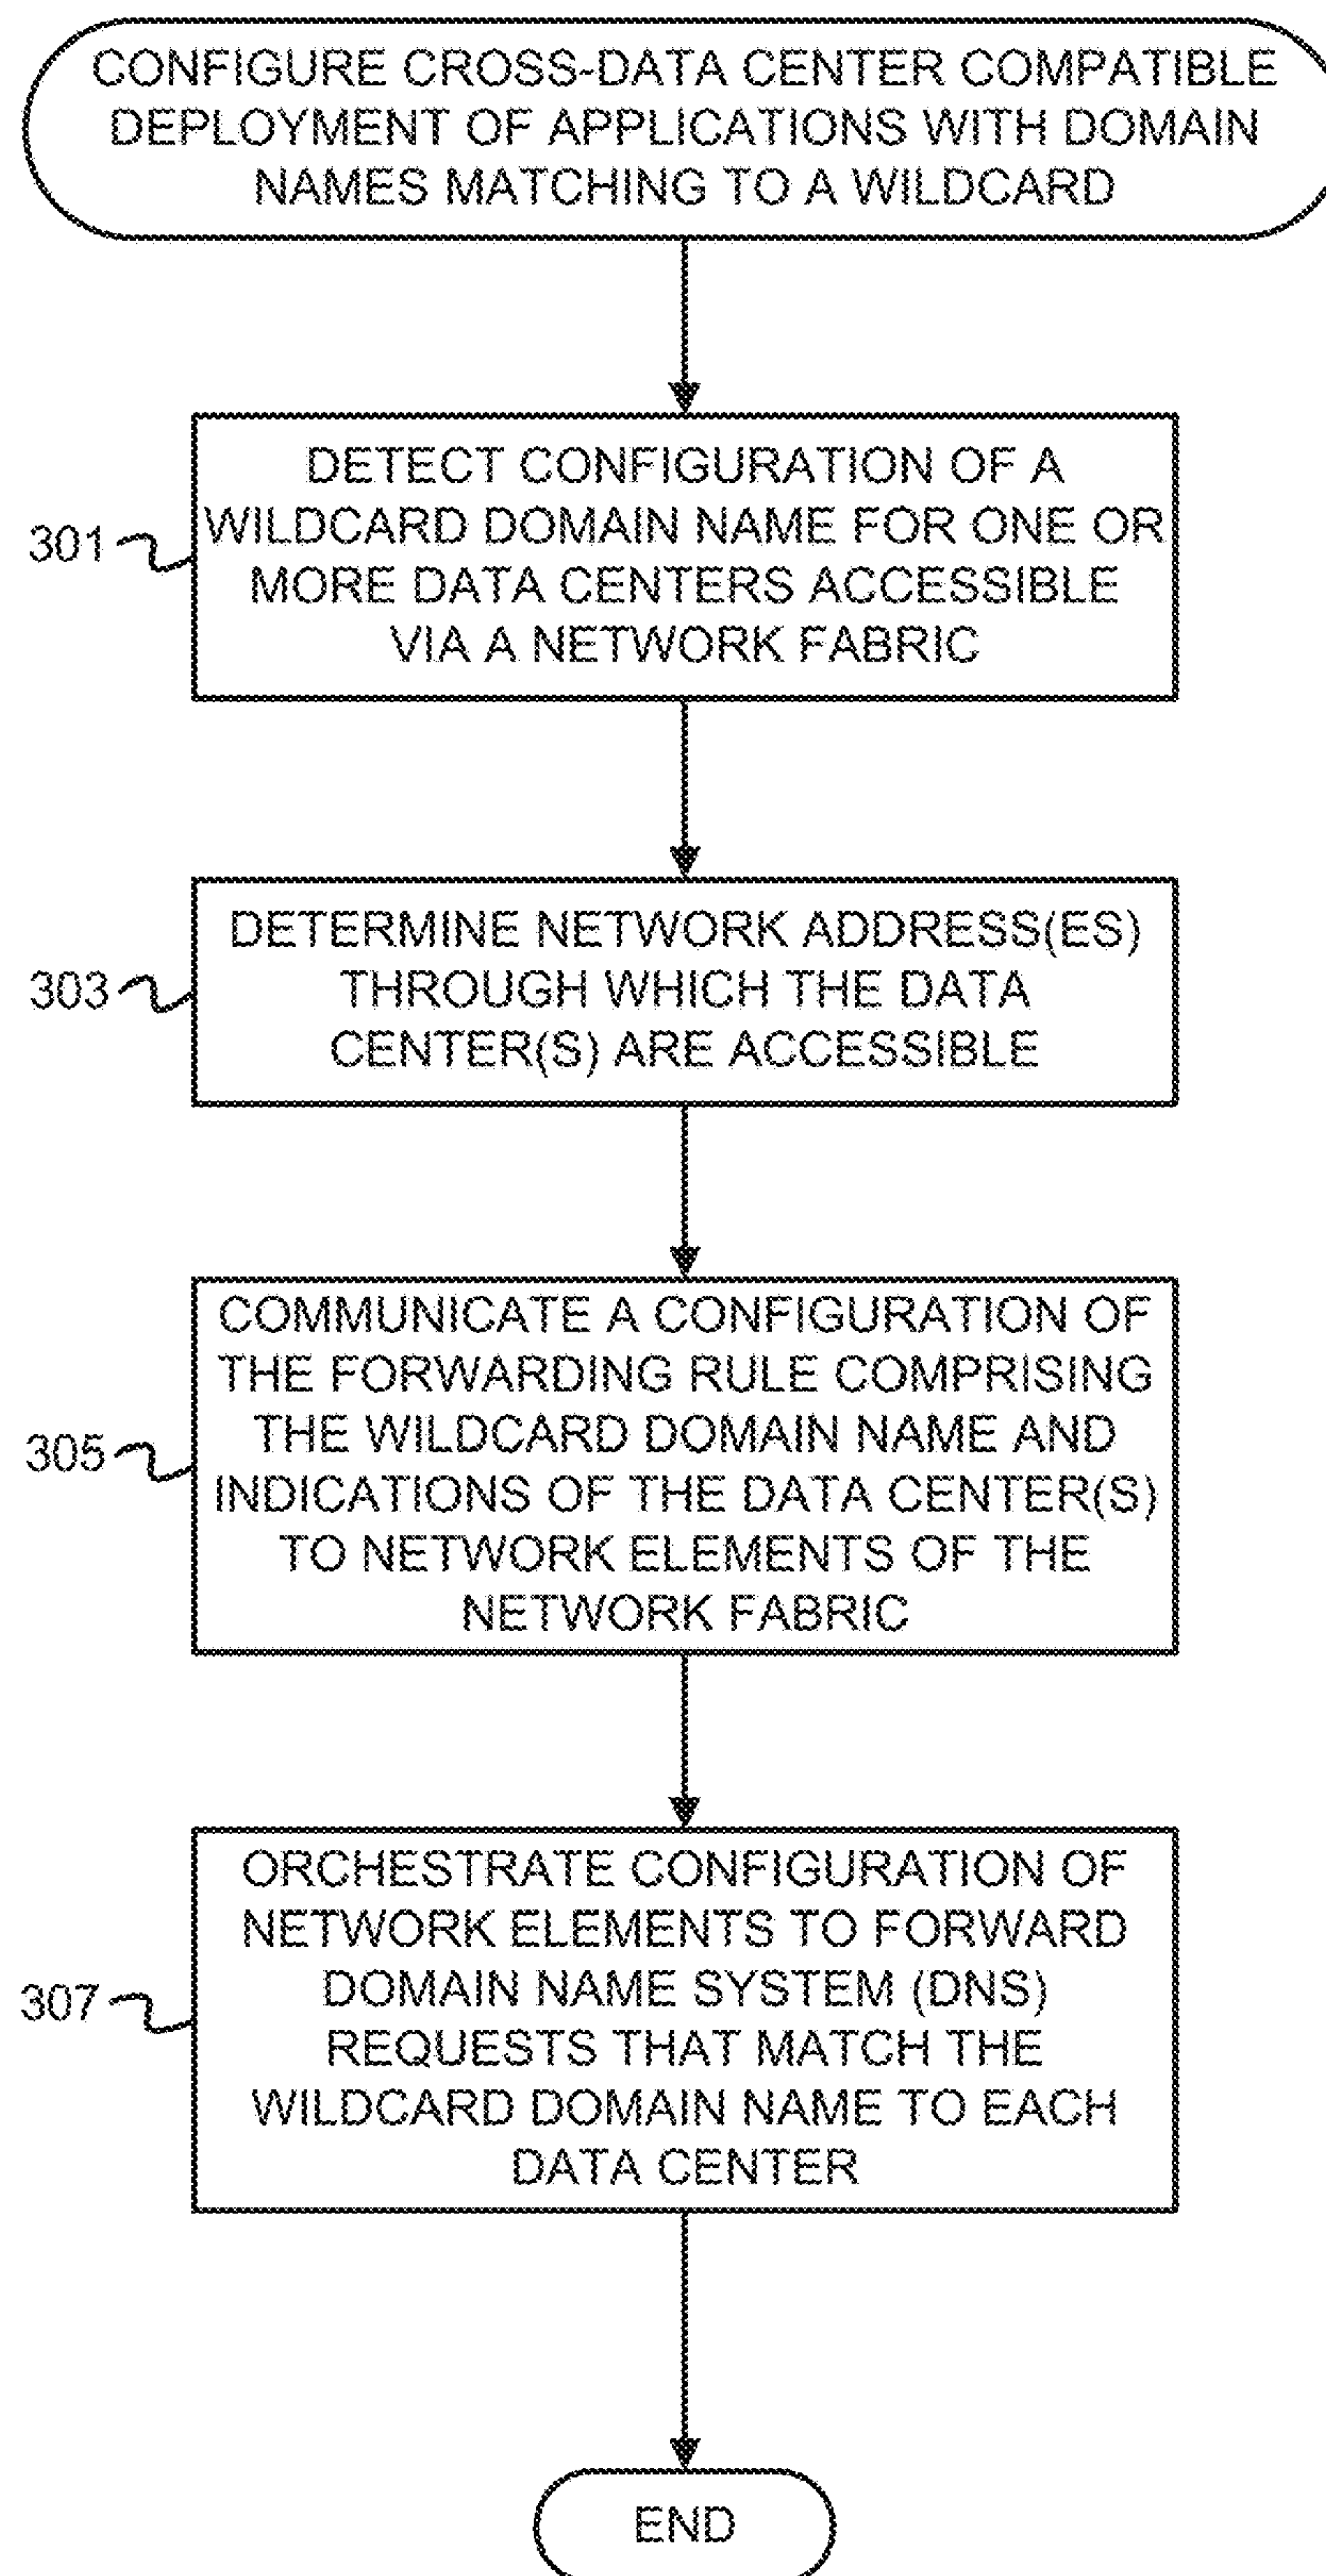 CONFIGURE CROSS-DATA CENTER COMPATIBLE
DEPLOYMENT OF APPLICATIONS WITH DOMAIN
NAMES MATCHING TO A WILDCARD
301
DETECT CONFIGURATION OF A
WILDCARD DOMAIN NAME FOR ONE OR
MORE DATA CENTERS ACCESSIBLE
VIA A NETWORK FABRIC
303
DETERMINE NETWORK ADDRESS(ES)
THROUGH WHICH THE DATA
CENTER(S) ARE ACCESSIBLE
305
COMMUNICATE A CONFIGURATION OF
THE FORWARDING RULE COMPRISING
THE WILDCARD DOMAIN NAME AND
INDICATIONS OF THE DATA CENTER(S)
TO NETWORK ELEMENTS OF THE
NETWORK FABRIC
307
ORCHESTRATE CONFIGURATION OF
NETWORK ELEMENTS TO FORWARD
DOMAIN NAME SYSTEM (DNS)
REQUESTS THAT MATCH THE
WILDCARD DOMAIN NAME TO EACH
DATA CENTER
END